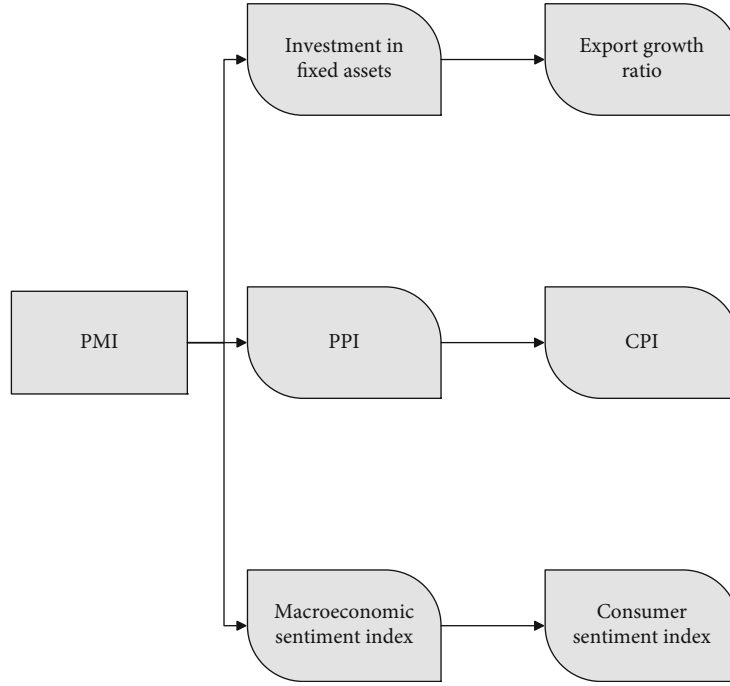 Investment in
fixed assets
Export growth
ratio
PMI
PPI
CPI
Macroeconomic
sentiment index
Consumer
sentiment index